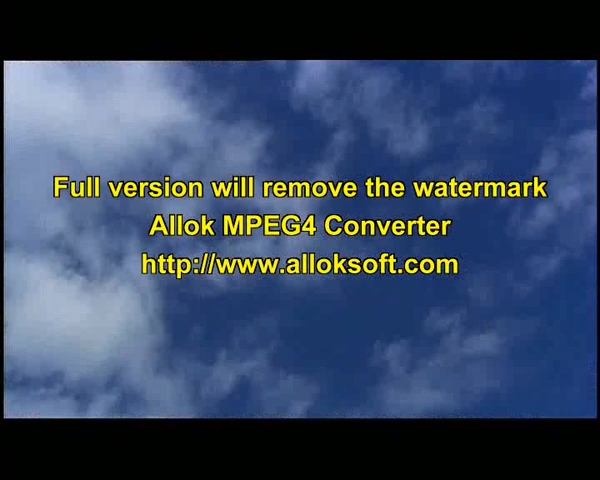 Full version will remove the watermark
Allok MPEG4 Converter
http://www.alloksoft.com